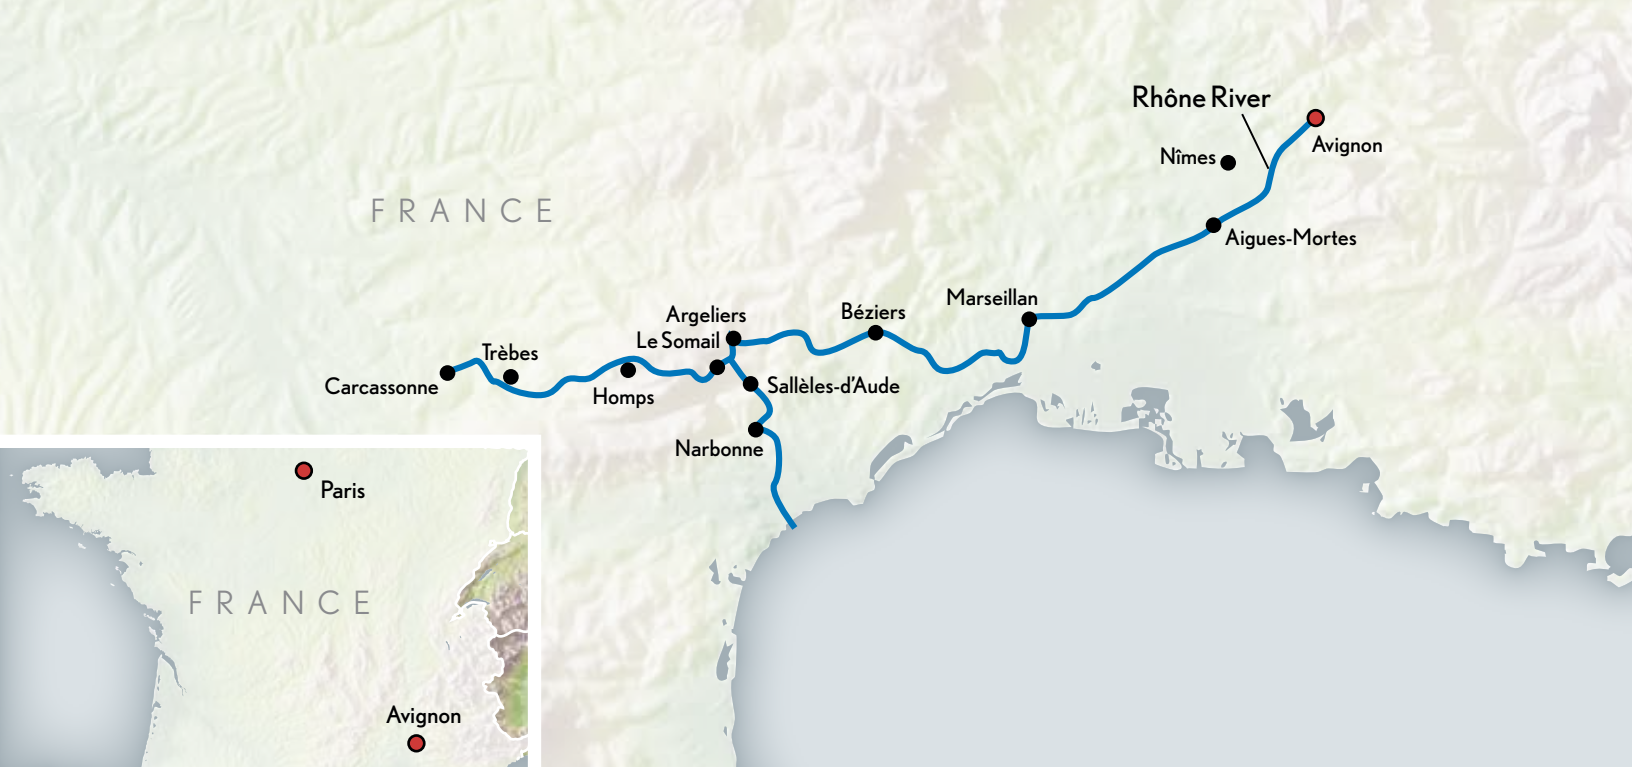 Rhône River
Avignon
Nîmes
FRANCE
Aigues-Mortes
Marseillan
Argeliers
Béziers
Le Somail
Trèbes
Carcassonne
Sallèles-d'Aude
Homps
Narbonne
Paris
FRANCE
Avignon